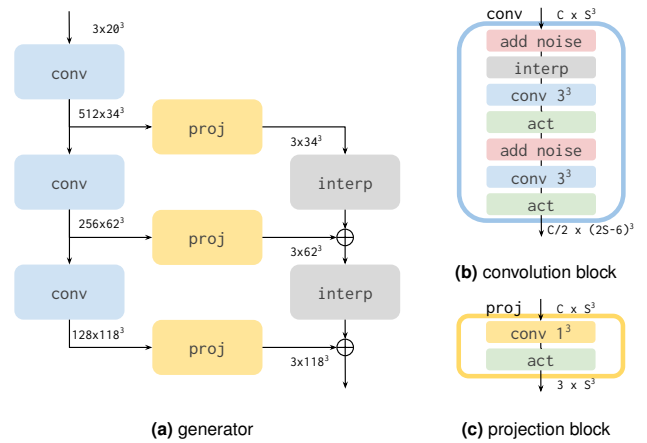 3x20³
conv
512x34³
proj
3x34³
conv
interp
256x62³
proj
3x62³
conv
interp
128x118³
proj
3x118³
(a) generator
conv
C x S³
add noise
interp
conv 3³
act
add noise
conv 3³
act
C/2 x (2S-6)³
(b) convolution block
proj
C x S³
conv 1³
act
3 x S³
(c) projection block